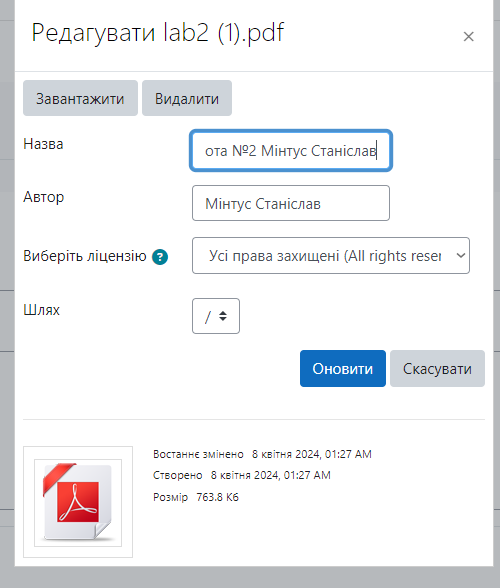 Редагувати lab2 (1).pdf
×
Завантажити Видалити
Назва ота №2 Мінтус Станіслав
Автор Мінтус Станіслав
Виберіть ліцензію ? Усі права захищені (All rights reser
Шлях /
Оновити Скасувати
Востаннє змінено 8 квітня 2024, 01:27 AM
Створено 8 квітня 2024, 01:27 AM
Розмір 763.8 Кб